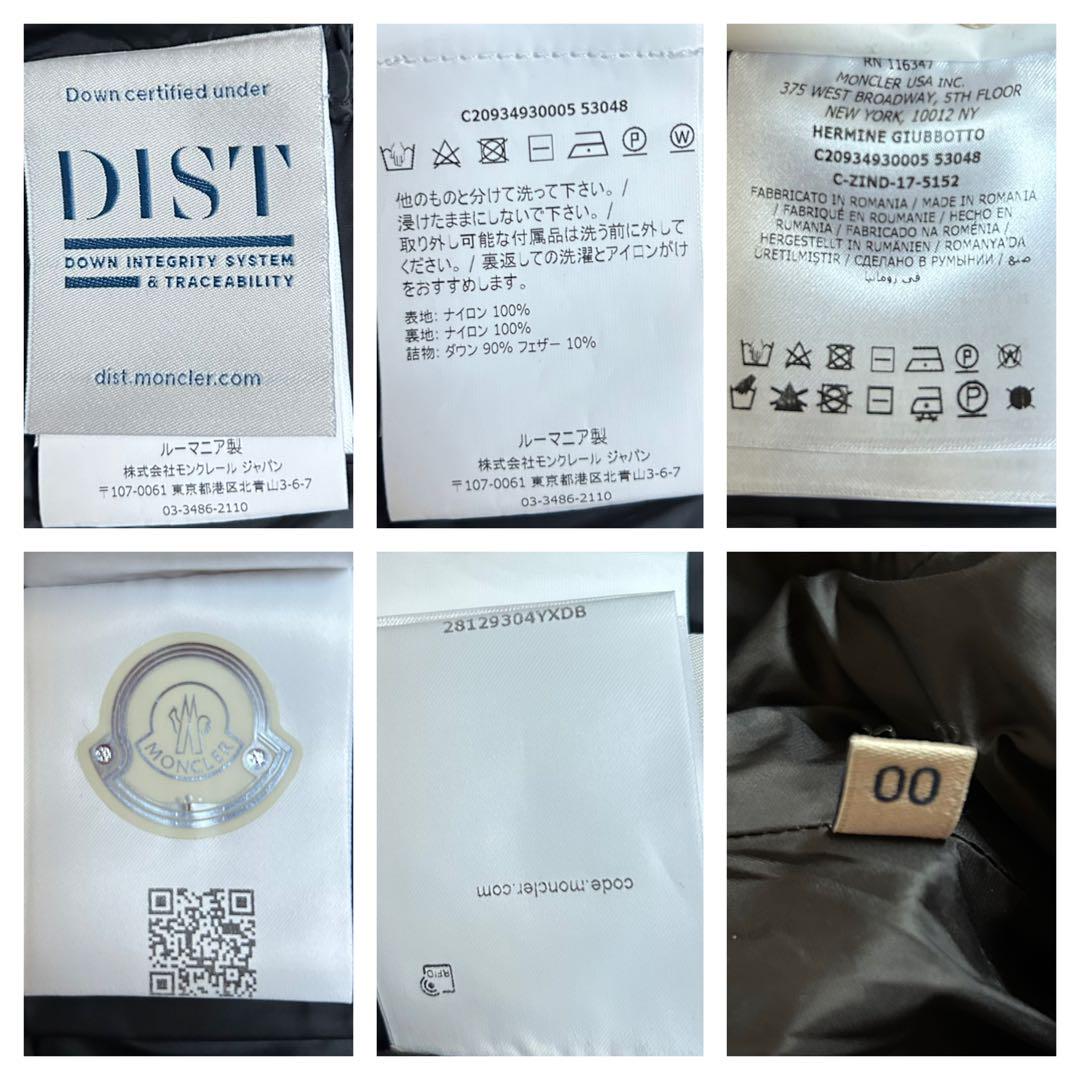 Down certified under
DIST
DOWN INTEGRITY SYSTEM
& TRACEABILITY
dist.moncler.com
ルーマニア製
株式会社モンクレール ジャパン
〒107-0061 東京都港区北青山3-6-7
03-3486-2110
C20934930005 53048
P
W
他のものと分けて洗って下さい。/
浸けたままにしないで下さい。/
取り外し可能な付属品は洗う前に外して
ください。/ 裏返しての洗濯とアイロンがけ
をおすすめします。
表地: ナイロン 100%
裏地: ナイロン 100%
詰物: ダウン 90% フェザー 10%
ルーマニア製
株式会社モンクレール ジャパン
〒107-0061 東京都港区北青山3-6-7
03-3486-2110
RN 116347
MONCLER USA INC.
375 WEST BROADWAY, 5TH FLOOR
NEW YORK, 10012 NY
HERMINE GIUBBOTTO
C20934930005 53048
C-ZIND-17-5152
FABBRICATO IN ROMANIA / MADE IN ROMANIA
/ FABRIQUÉ EN ROUMANIE / HECHO EN
RUMANIA / FABRICADO NA ROMÉNIA /
HERGESTELLT IN RUMÄNIEN / ROMANYA'DA
ÜRETILMIŞTIR / СДЕЛАНО В РУМЫНИИ / صنع
في رومانيا
P
W
P
MONCLER
28129304YXDB
code.moncler.com
RFID
00